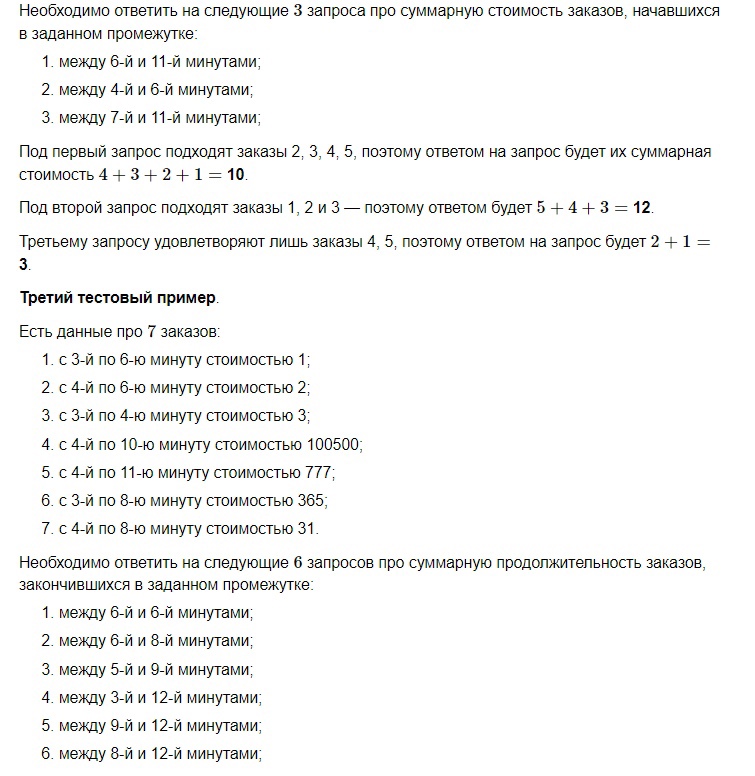 Необходимо ответить на следующие 3 запроса про суммарную стоимость заказов, начавшихся
в заданном промежутке:
1. между 6-й и 11-й минутами;
2. между 4-й и 6-й минутами;
3. между 7-й и 11-й минутами;
Под первый запрос подходят заказы 2, 3, 4, 5, поэтому ответом на запрос будет их суммарная
стоимость 4 + 3 + 2 + 1 = 10.
Под второй запрос подходят заказы 1, 2 и 3 — поэтому ответом будет 5 + 4 + 3 = 12.
Третьему запросу удовлетворяют лишь заказы 4, 5, поэтому ответом на запрос будет 2 + 1 =
3.
Третий тестовый пример.
Есть данные про 7 заказов:
1. с 3-й по 6-ю минуту стоимостью 1;
2. с 4-й по 6-ю минуту стоимостью 2;
3. с 3-й по 4-ю минуту стоимостью 3;
4. с 4-й по 10-ю минуту стоимостью 100500;
5. с 4-й по 11-ю минуту стоимостью 777;
6. с 3-й по 8-ю минуту стоимостью 365;
7. с 4-й по 8-ю минуту стоимостью 31.
Необходимо ответить на следующие 6 запросов про суммарную продолжительность заказов,
закончившихся в заданном промежутке:
1. между 6-й и 6-й минутами;
2. между 6-й и 8-й минутами;
3. между 5-й и 9-й минутами;
4. между 3-й и 12-й минутами;
5. между 9-й и 12-й минутами;
6. между 8-й и 12-й минутами;